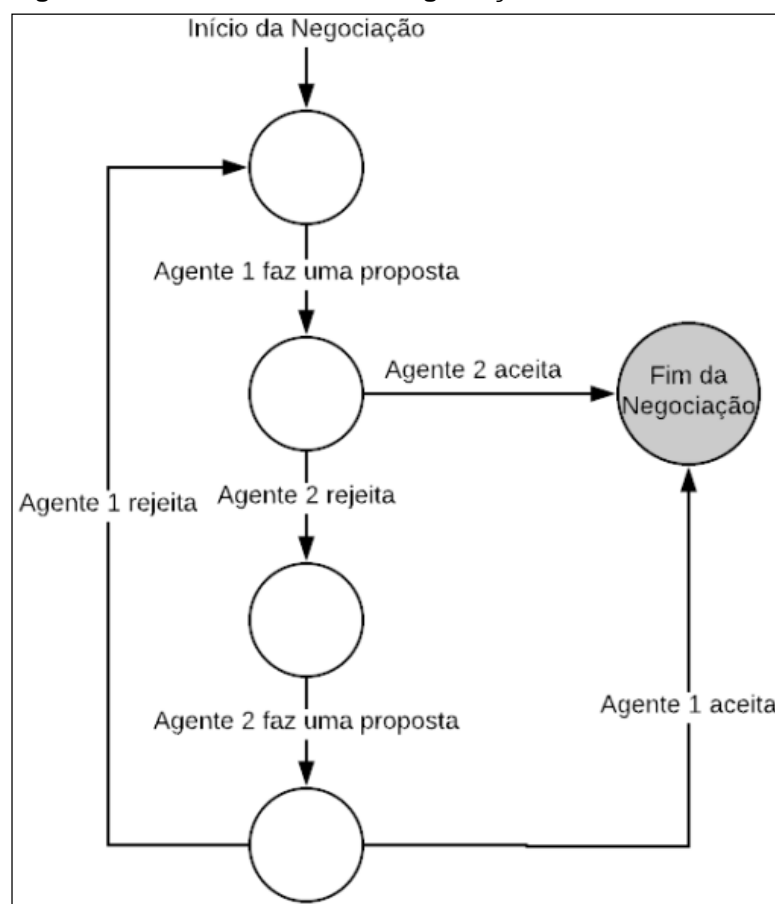 Início da Negociação
Agente 1 faz uma proposta
Agente 2 aceita
Fim da
Negociação
Agente 1 rejeita
Agente 2 rejeita
Agente 2 faz uma proposta
Agente 1 aceita